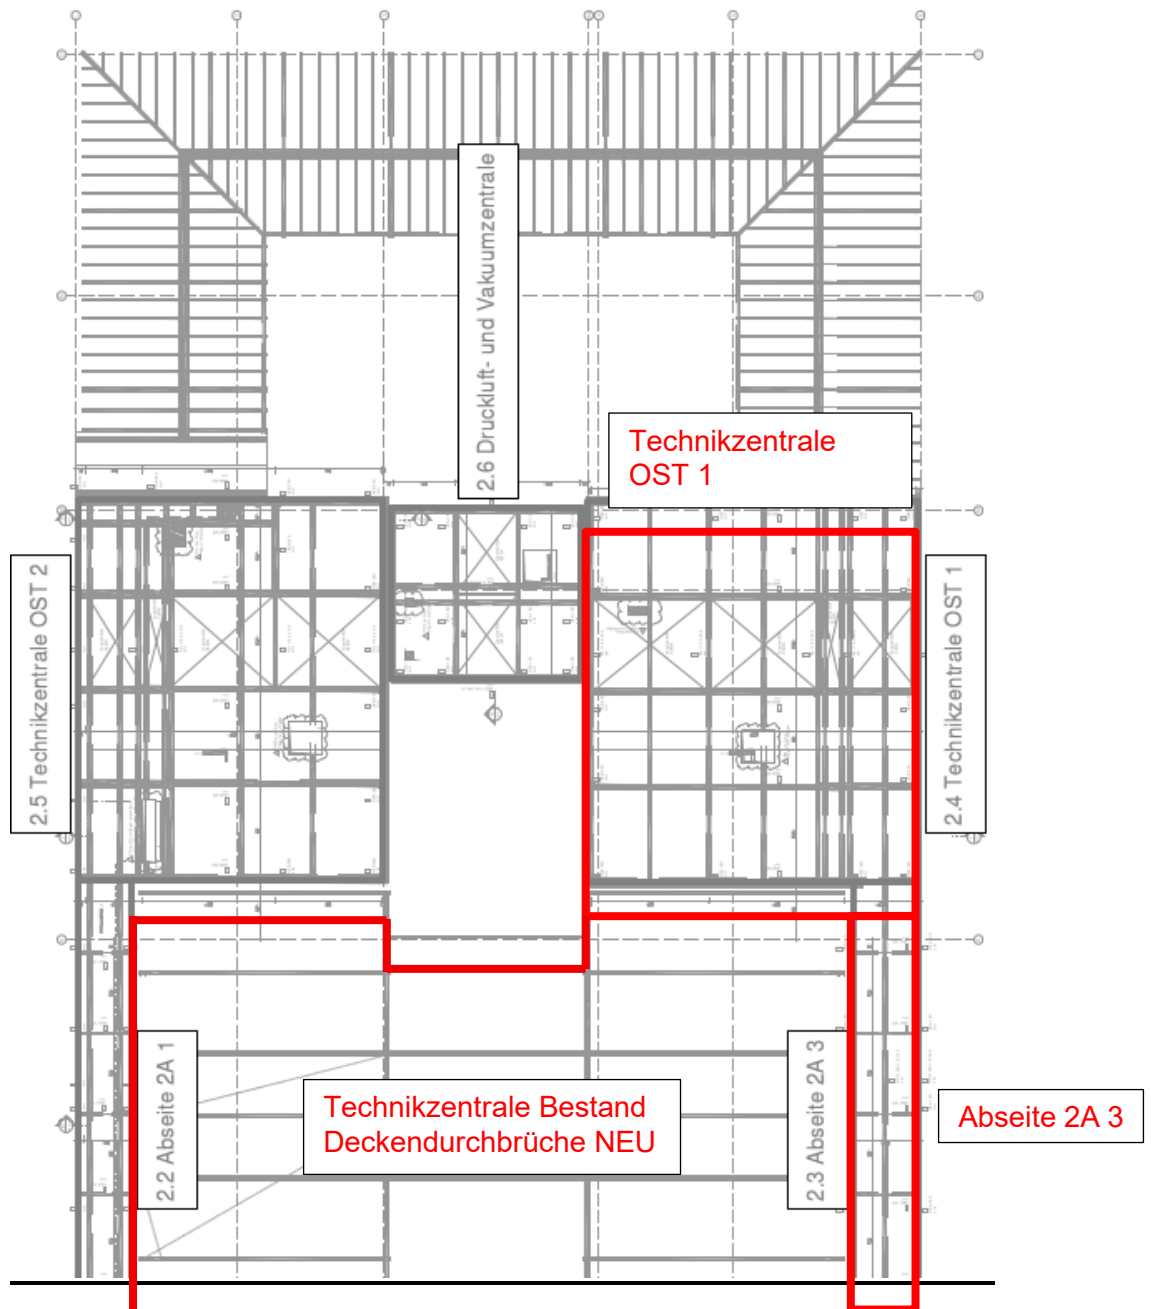 2.6 Druckluft- und Vakuumzentrale
Technikzentrale
OST 1
2.5 Technikzentrale OST 2
2.4 Technikzentrale OST 1
2.2 Abseite 2A 1
Technikzentrale Bestand
Deckendurchbrüche NEU
2.3 Abseite 2A 3
Abseite 2A 3